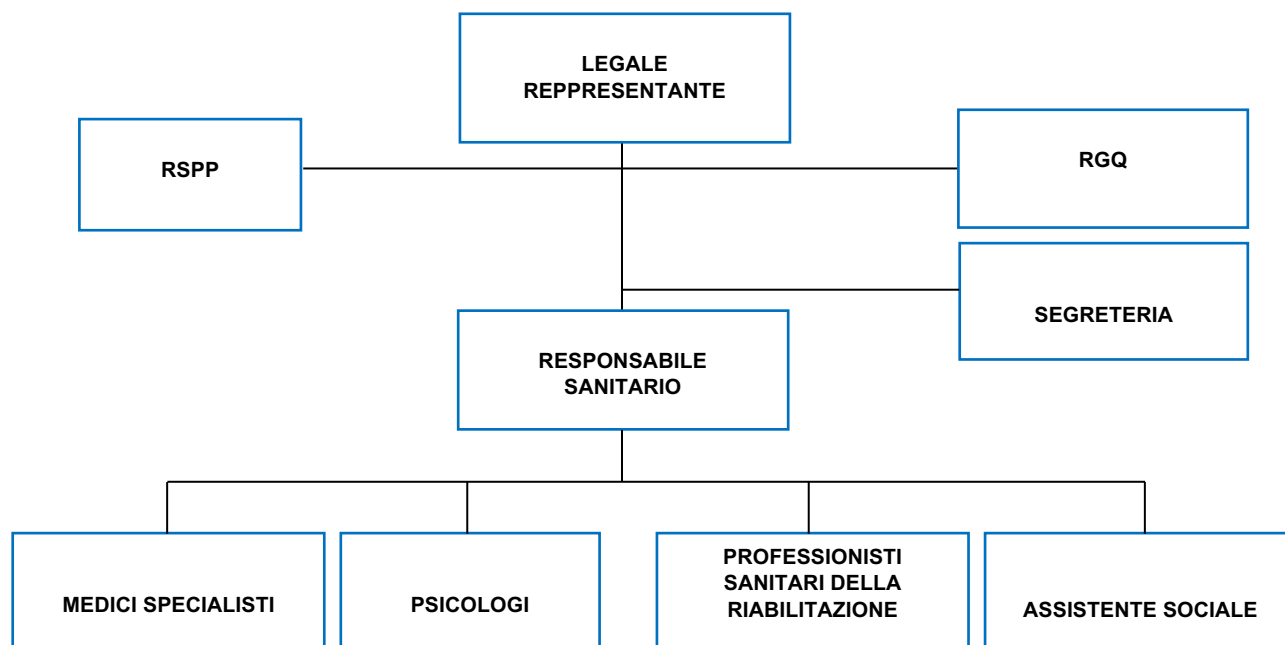 LEGALE
REPPRESENTANTE
RSPP
RGQ
SEGRETERIA
RESPONSABILE
SANITARIO
MEDICI SPECIALISTI
PSICOLOGI
PROFESSIONISTI
SANITARI DELLA
RIABILITAZIONE
ASSISTENTE SOCIALE